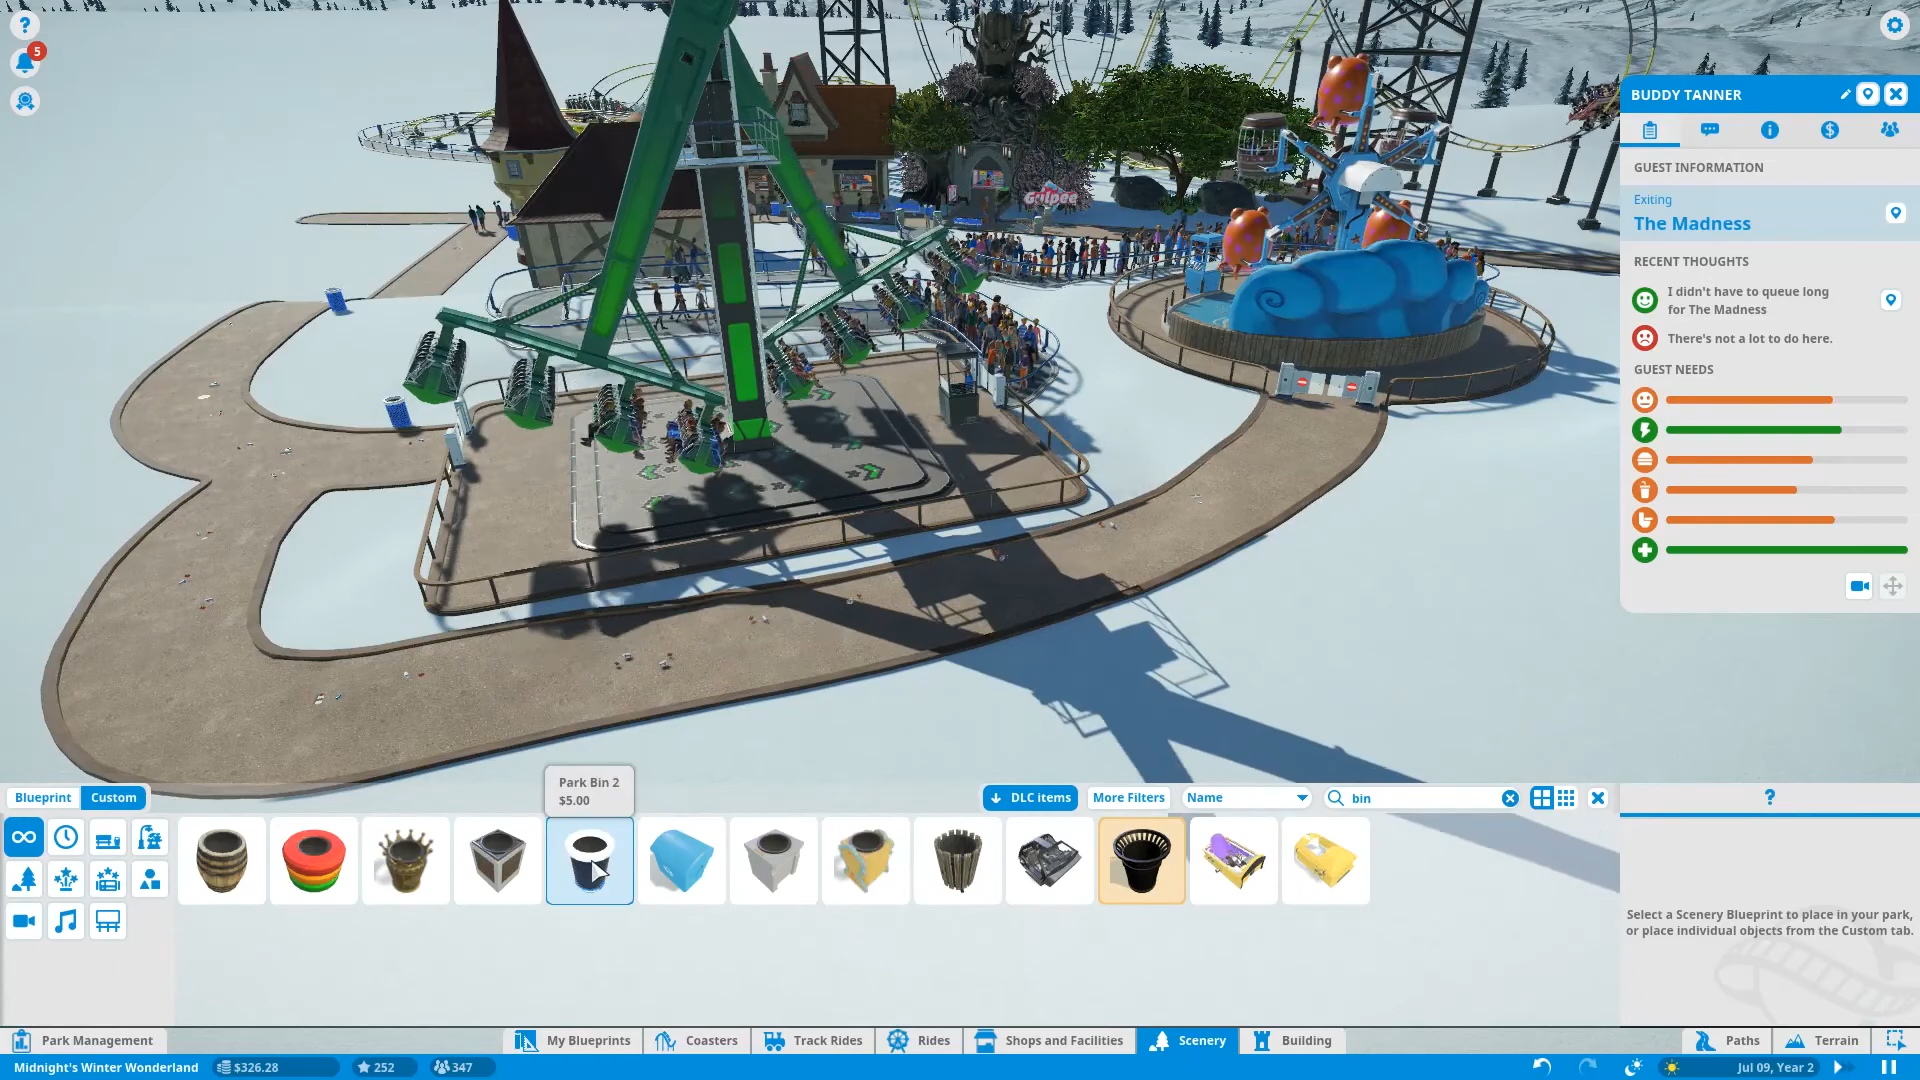 ?
5
BUDDY TANNER
GUEST INFORMATION
Exiting
The Madness
RECENT THOUGHTS
I didn't have to queue long
for The Madness
There's not a lot to do here.
GUEST NEEDS
Gulpee
Park Bin 2
$5.00
Blueprint
Custom
DLC items
More Filters
Name
bin
?
Select a Scenery Blueprint to place in your park,
or place individual objects from the Custom tab.
Park Management
My Blueprints
Coasters
Track Rides
Rides
Shops and Facilities
Scenery
Building
Paths
Terrain
Midnight's Winter Wonderland
$326.28
252
347
Jul 09, Year 2